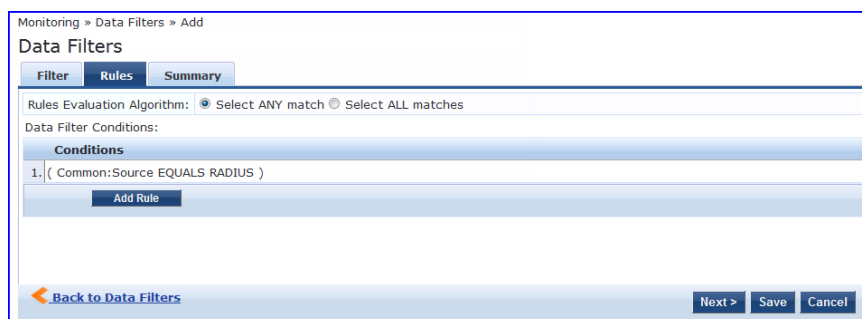 Monitoring » Data Filters » Add
Data Filters
Filter Rules Summary
Rules Evaluation Algorithm: Select ANY match Select ALL matches
Data Filter Conditions:
Conditions
1. ( Common:Source EQUALS RADIUS )
Add Rule
Back to Data Filters
Next > Save Cancel